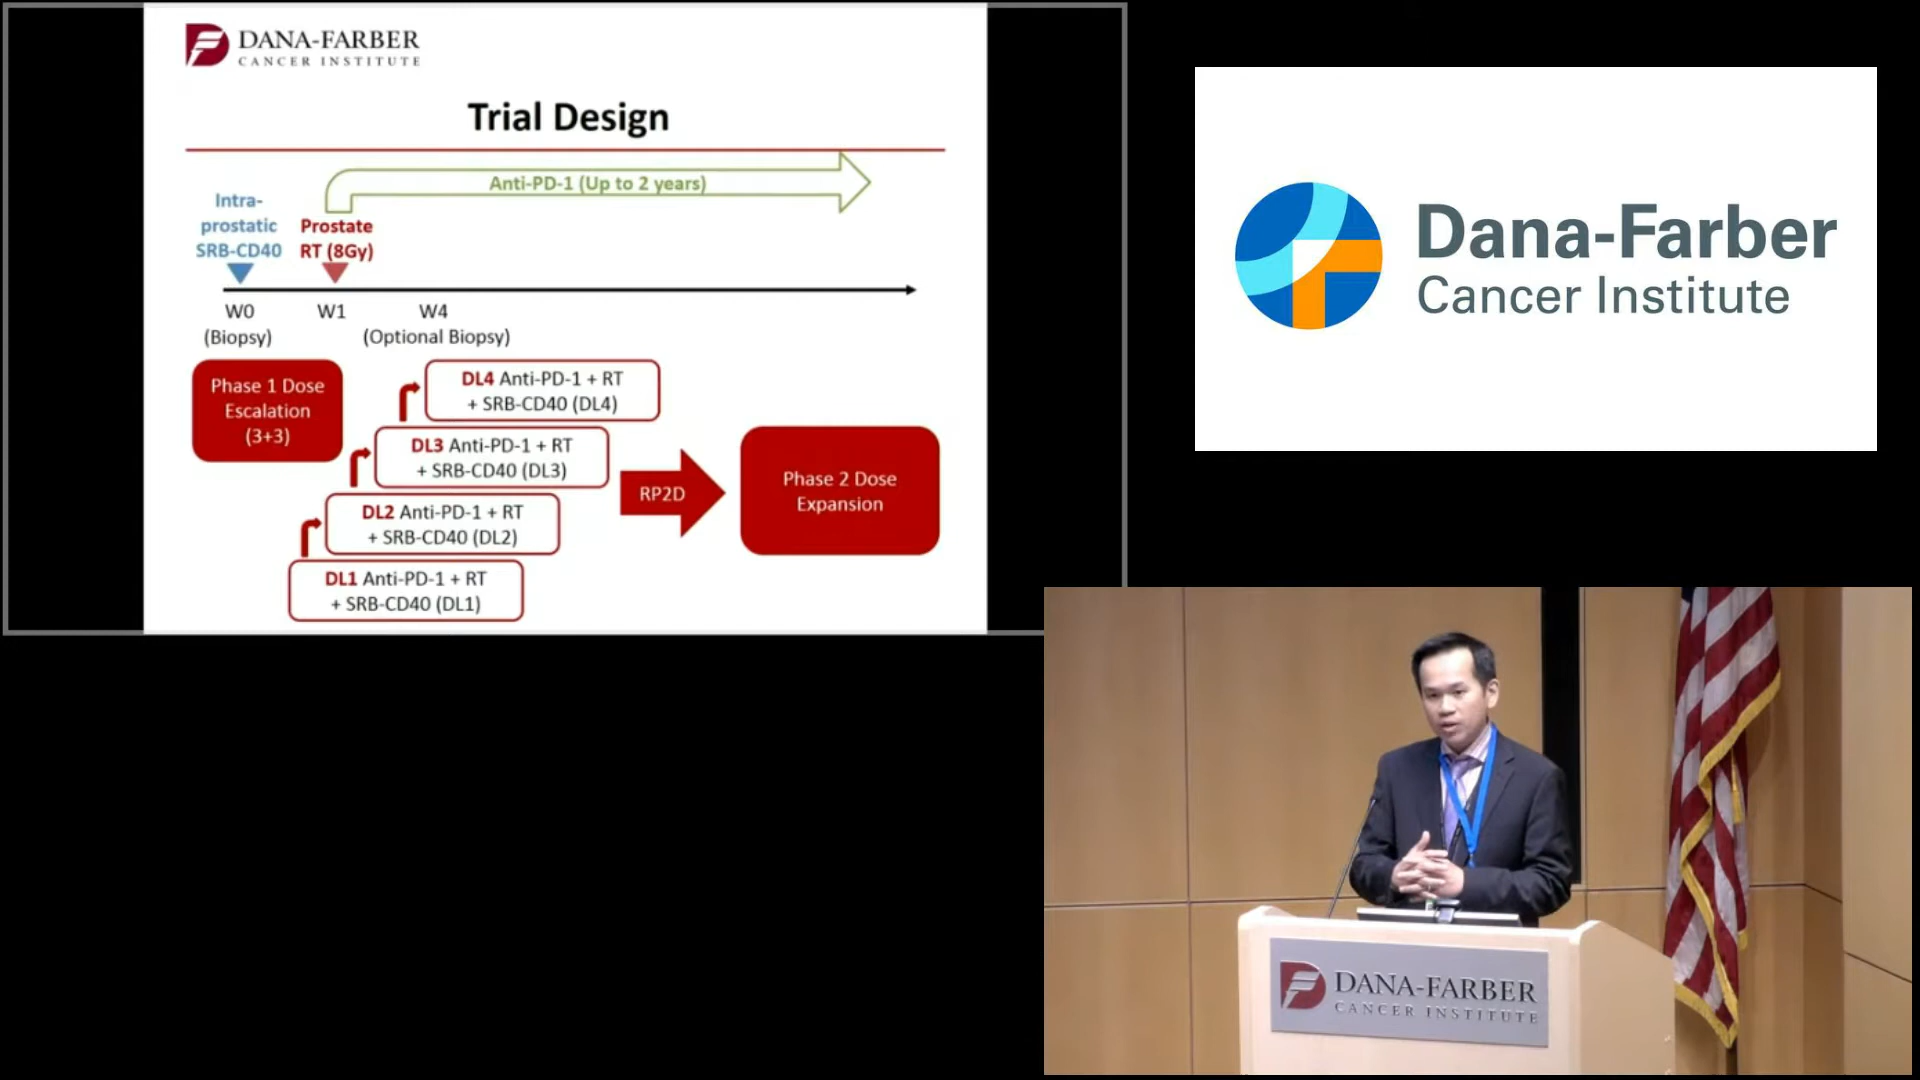 DANA-FARBER
CANCER INSTITUTE
Trial Design
Anti-PD-1 (Up to 2 years)
Intra-
prostatic
SRB-CD40
Prostate
RT (8Gy)
W0
(Biopsy)
W1
W4
(Optional Biopsy)
Phase 1 Dose
Escalation
(3+3)
DL4 Anti-PD-1 + RT
+ SRB-CD40 (DL4)
DL3 Anti-PD-1 + RT
+ SRB-CD40 (DL3)
DL2 Anti-PD-1 + RT
+ SRB-CD40 (DL2)
DL1 Anti-PD-1 + RT
+ SRB-CD40 (DL1)
RP2D
Phase 2 Dose
Expansion
Dana-Farber
Cancer Institute
DANA-FARBER
CANCER INSTITUTE